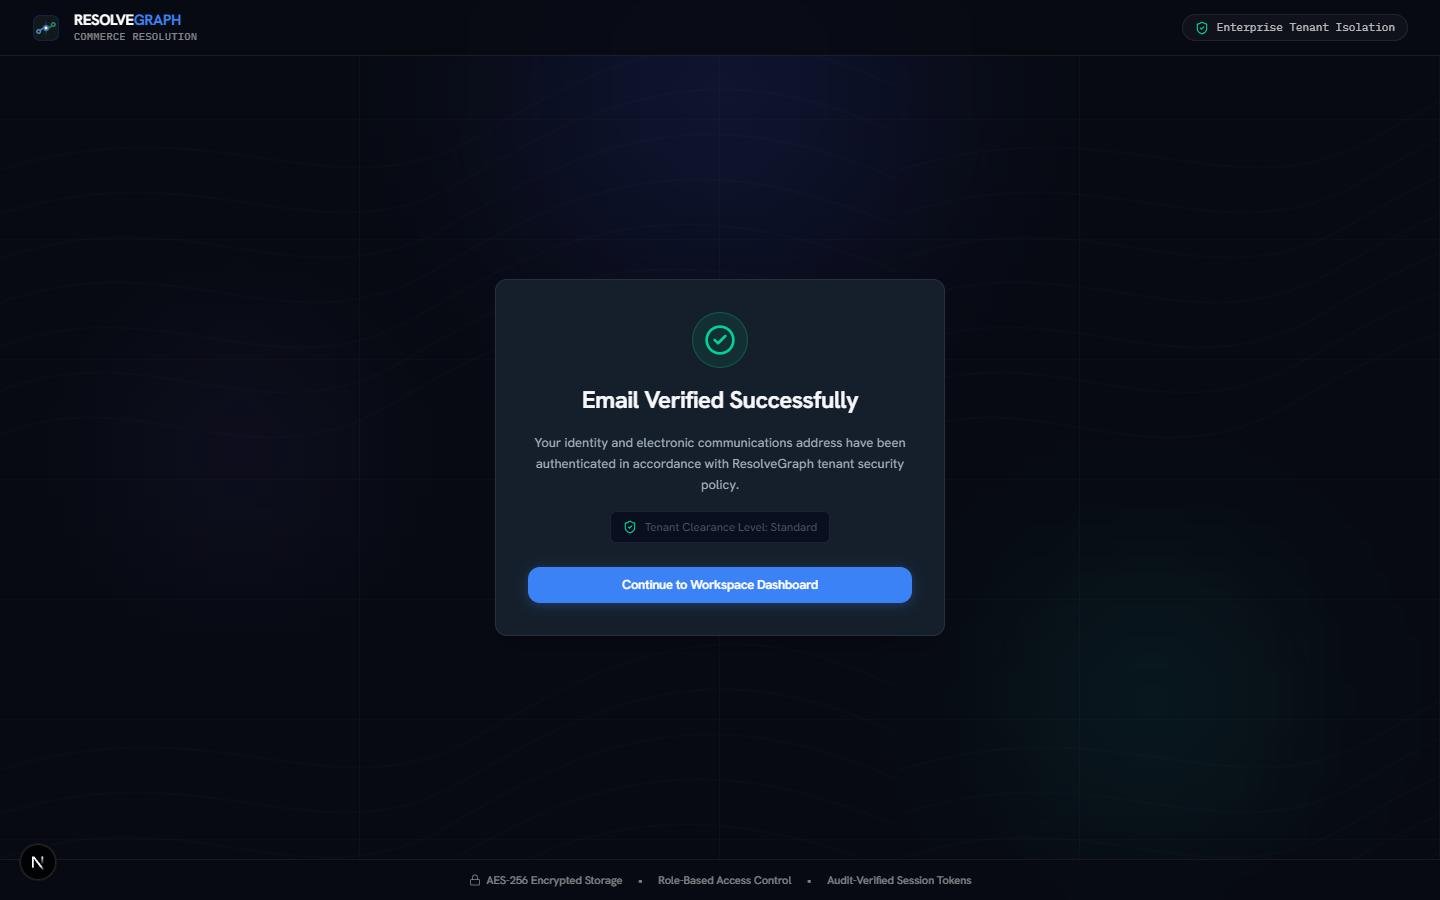 RESOLVEGRAPH
COMMERCE RESOLUTION
Enterprise Tenant Isolation
Email Verified Successfully
Your identity and electronic communications address have been
authenticated in accordance with ResolveGraph tenant security
policy.
Tenant Clearance Level: Standard
Continue to Workspace Dashboard
N
AES-256 Encrypted Storage • Role-Based Access Control • Audit-Verified Session Tokens